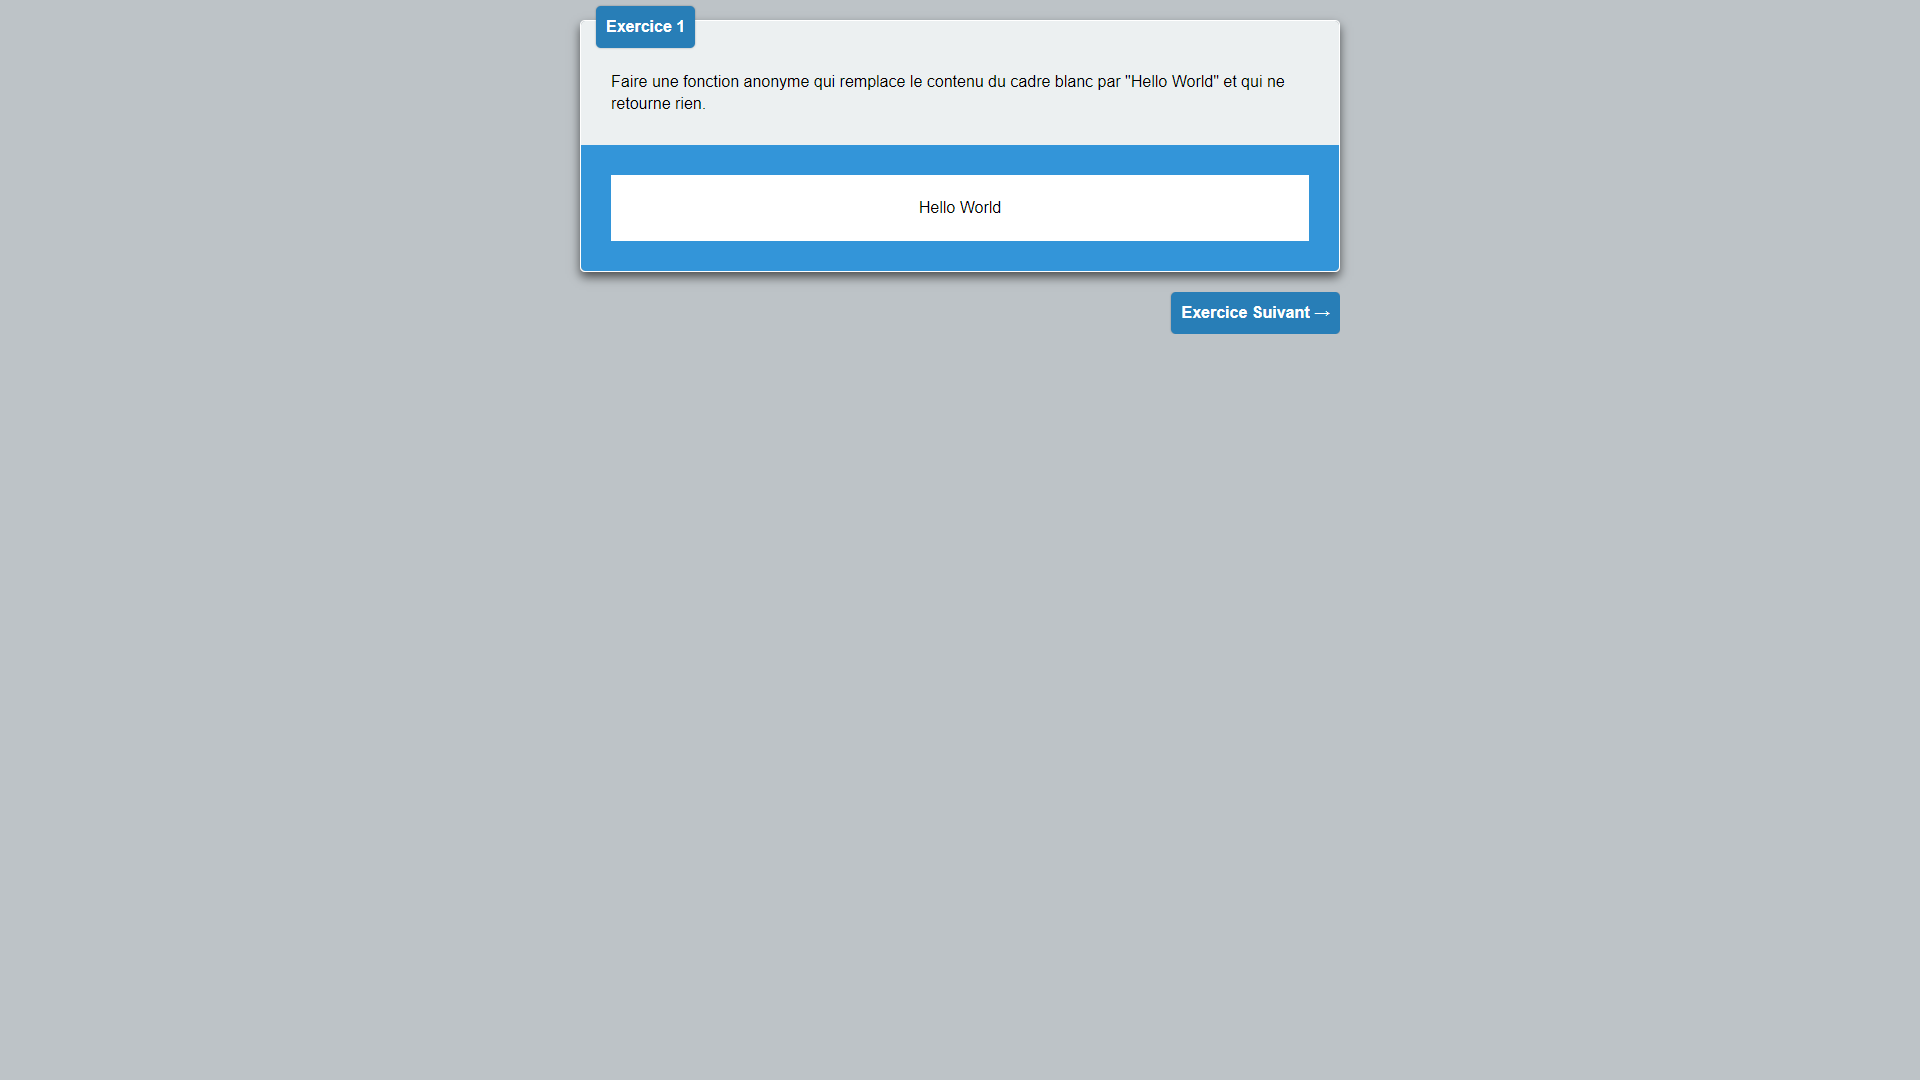 Exercice 1
Faire une fonction anonyme qui remplace le contenu du cadre blanc par "Hello World" et qui ne
retourne rien.
Hello World
Exercice Suivant →